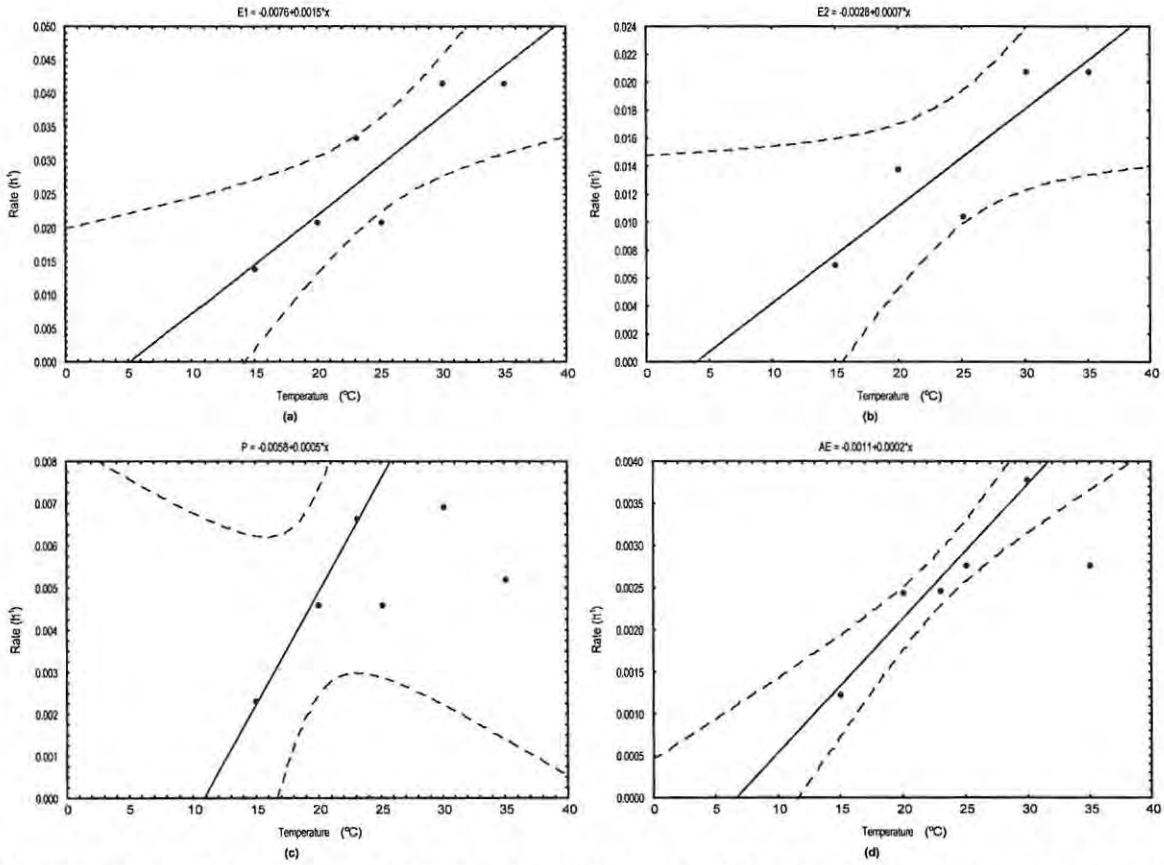 E1 = -0.0076+0.0015*x
0.050
0.045
0.040
0.035
0.030
0.025
0.020
0.015
0.010
0.005
0.000
Rate (h⁻¹)
0 5 10 15 20 25 30 35 40
Temperature (°C)
(a)
E2 = -0.0028+0.0007*x
0.024
0.022
0.020
0.018
0.016
0.014
0.012
0.010
0.008
0.006
0.004
0.002
0.000
Rate (h⁻¹)
0 5 10 15 20 25 30 35 40
Temperature (°C)
(b)
P = -0.0058+0.0005*x
0.008
0.007
0.006
0.005
0.004
0.003
0.002
0.001
0.000
Rate (h⁻¹)
0 5 10 15 20 25 30 35 40
Temperature (°C)
(c)
AE = -0.0011+0.0002*x
0.0040
0.0035
0.0030
0.0025
0.0020
0.0015
0.0010
0.0005
0.0000
Rate (h⁻¹)
0 5 10 15 20 25 30 35 40
Temperature (°C)
(d)